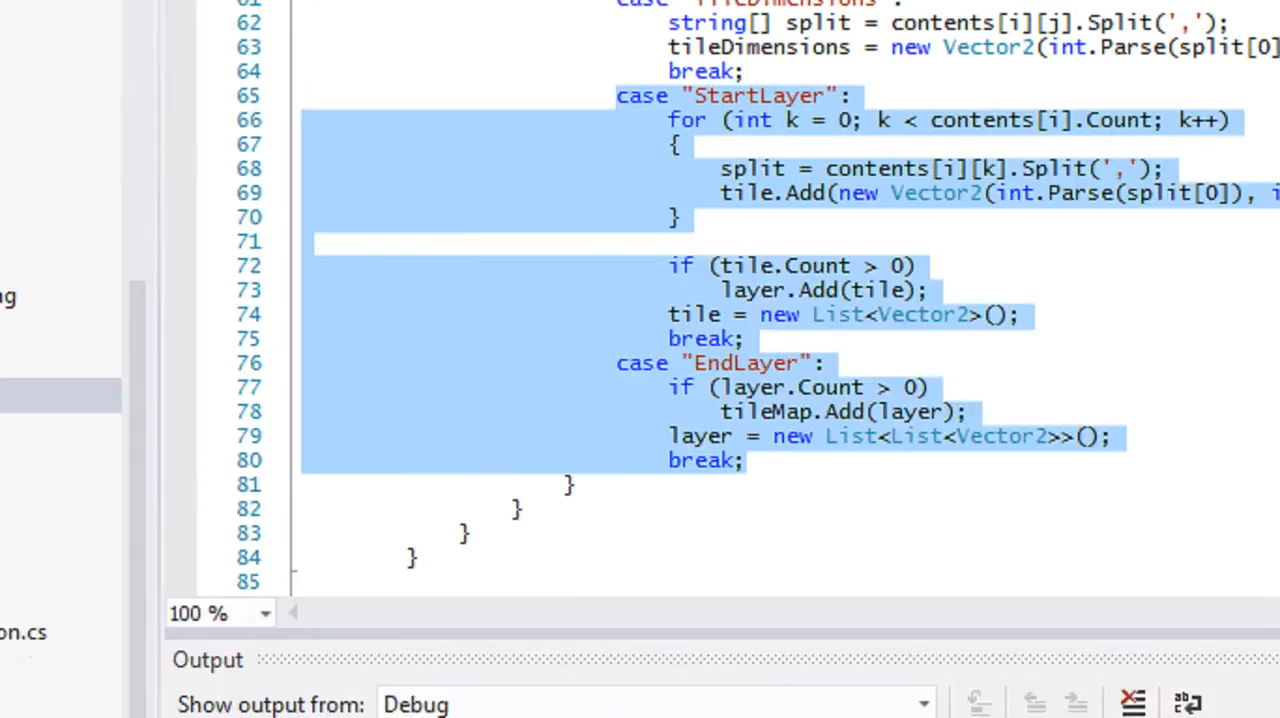 61 case "TileDimensions":
62 string[] split = contents[i][j].Split(',');
63 tileDimensions = new Vector2(int.Parse(split[0]
64 break;
65 case "StartLayer":
66 for (int k = 0; k < contents[i].Count; k++)
67 {
68 split = contents[i][k].Split(',');
69 tile.Add(new Vector2(int.Parse(split[0]), i
70 }
71
72 if (tile.Count > 0)
73 layer.Add(tile);
74 tile = new List<Vector2>();
75 break;
76 case "EndLayer":
77 if (layer.Count > 0)
78 tileMap.Add(layer);
79 layer = new List<List<Vector2>>();
80 break;
81 }
82 }
83 }
84 }
85
ng
on.cs
100 %
Output
Show output from: Debug